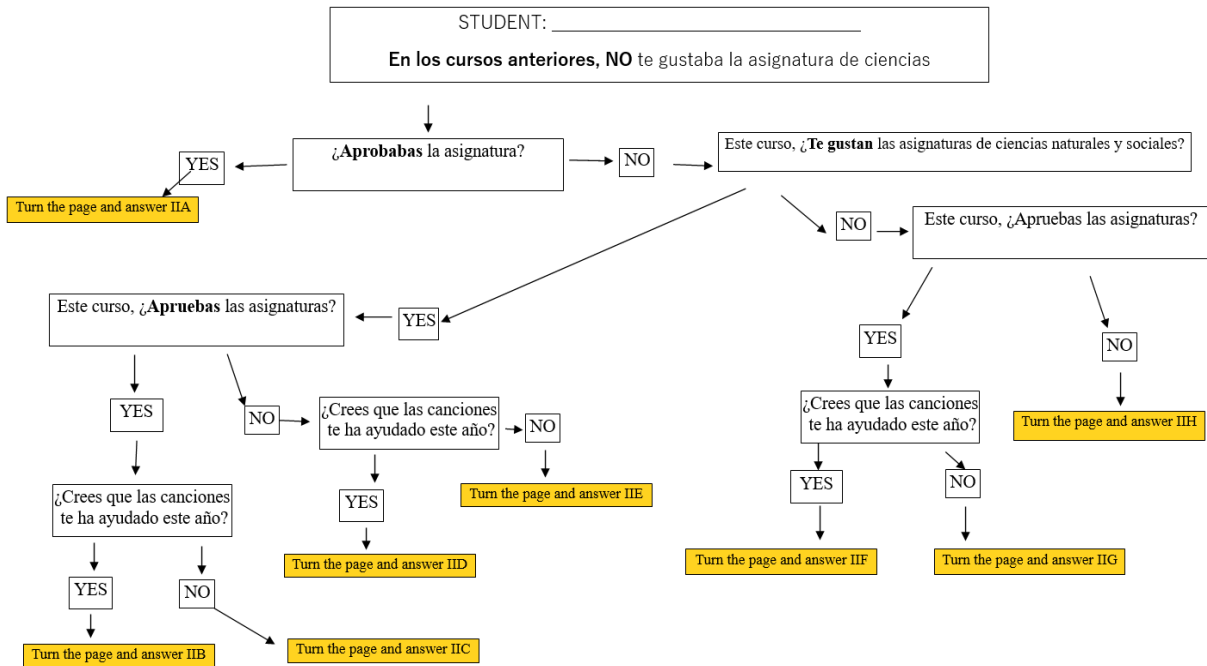 STUDENT: ______________________________
En los cursos anteriores, NO te gustaba la asignatura de ciencias
¿Aprobabas la asignatura?
YES
NO
Este curso, ¿Te gustan las asignaturas de ciencias naturales y sociales?
Turn the page and answer IIA
NO
Este curso, ¿Apruebas las asignaturas?
Este curso, ¿Apruebas las asignaturas?
YES
YES
NO
YES
NO
¿Crees que las canciones
te ha ayudado este año?
NO
¿Crees que las canciones
te ha ayudado este año?
Turn the page and answer IIH
YES
Turn the page and answer IIE
YES
NO
¿Crees que las canciones
te ha ayudado este año?
Turn the page and answer IID
Turn the page and answer IIF
Turn the page and answer IIG
YES
NO
Turn the page and answer IIB
Turn the page and answer IIC